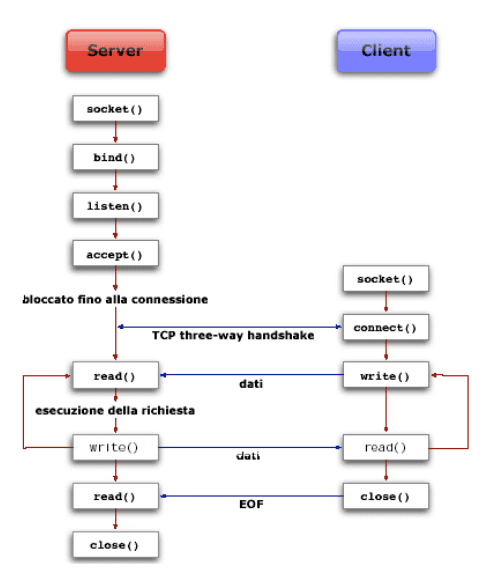 Server
Client
socket()
bind()
listen()
accept()
bloccato fino alla connessione
socket()
TCP three-way handshake
connect()
read()
dati
write()
esecuzione della richiesta
write()
dati
read()
read()
EOF
close()
close()